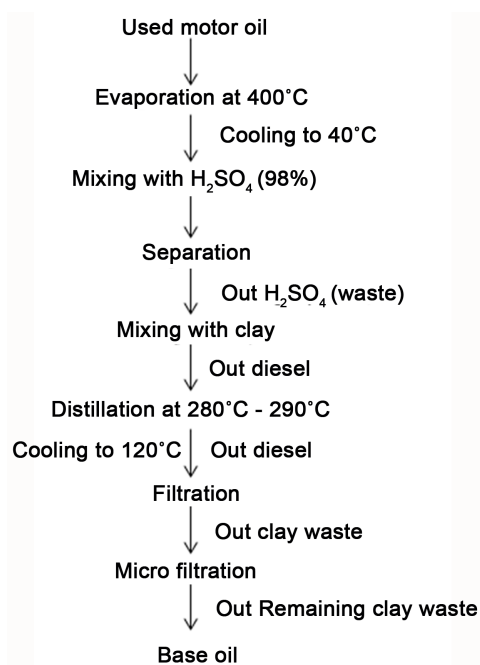 Used motor oil
Evaporation at 400˚C
Cooling to 40˚C
Mixing with H₂SO₄ (98%)
Separation
Out H₂SO₄ (waste)
Mixing with clay
Out diesel
Distillation at 280˚C - 290˚C
Cooling to 120˚C Out diesel
Filtration
Out clay waste
Micro filtration
Out Remaining clay waste
Base oil